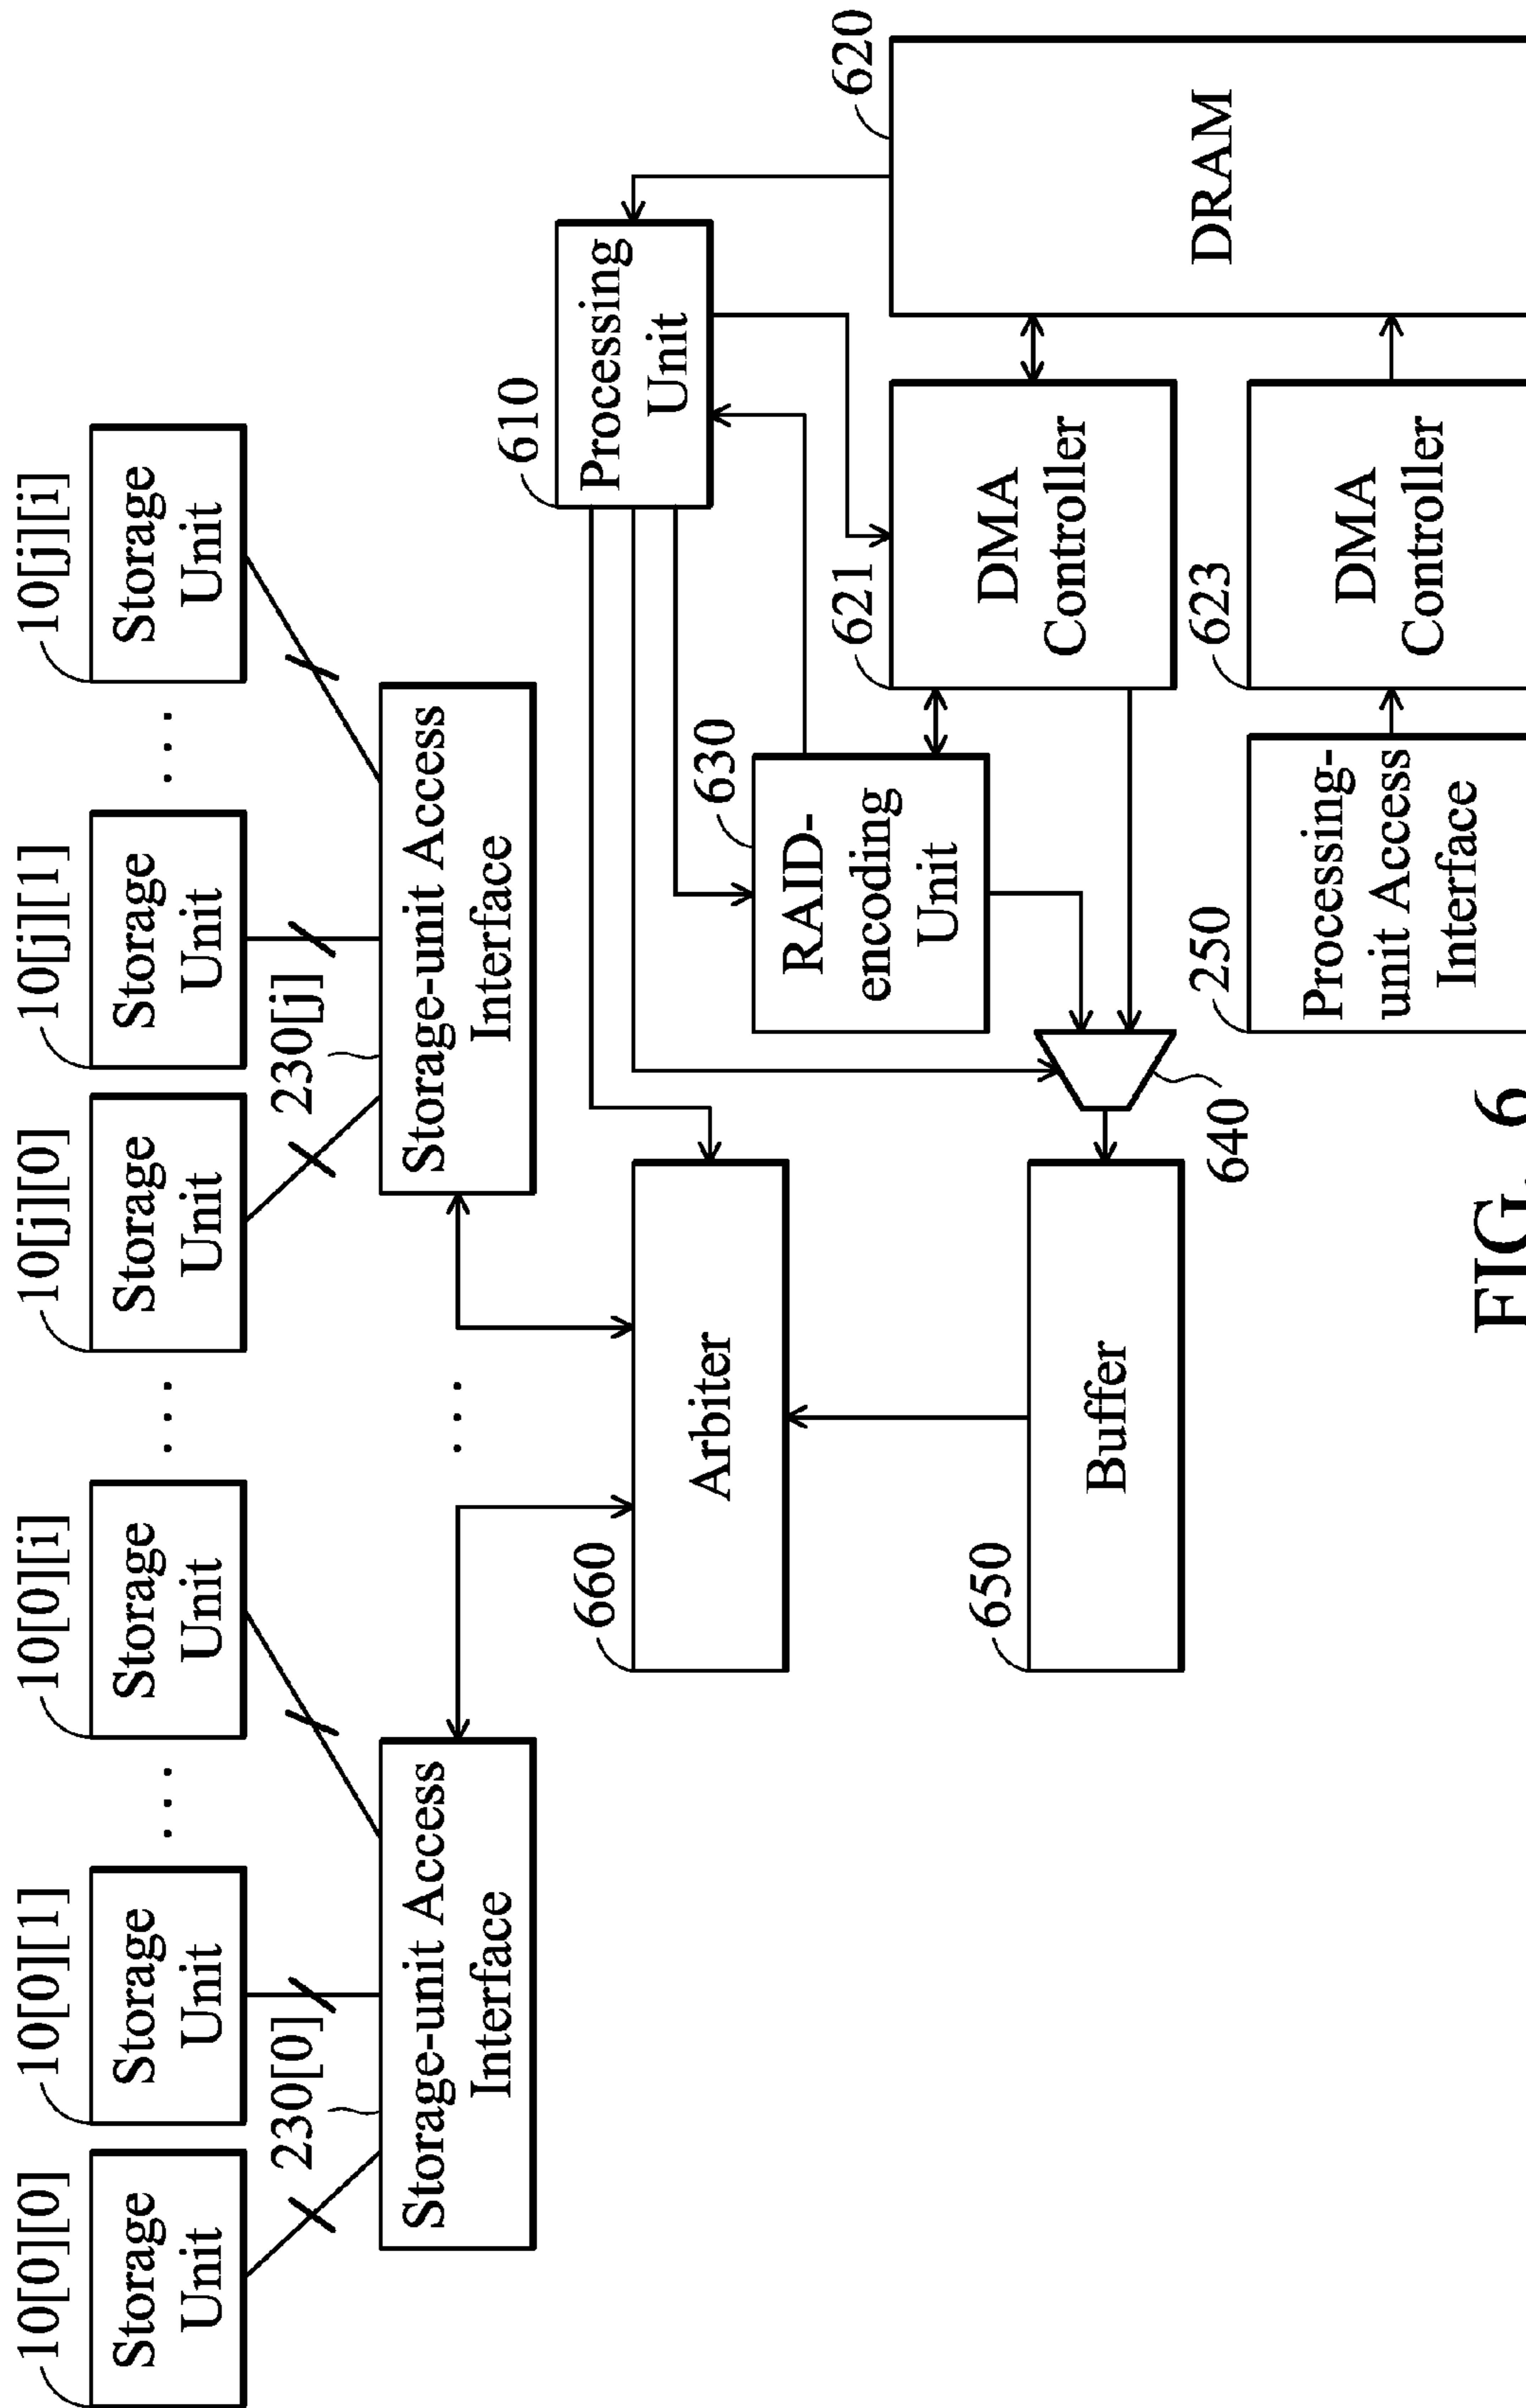 10[0][0]
10[0][1]
10[0][i]
10[j][0]
10[j][1]
10[j][i]
Storage
Unit
Storage
Unit
...
Storage
Unit
...
Storage
Unit
Storage
Unit
...
Storage
Unit
230[0]
230[j]
Storage-unit Access
Interface
...
Storage-unit Access
Interface
610
Processing
Unit
660
Arbiter
630
RAID-
encoding
Unit
620
DRAM
621
DMA
Controller
650
Buffer
640
250
Processing-
unit Access
Interface
623
DMA
Controller
FIG. 6